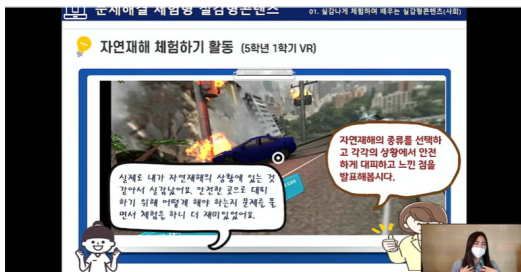 문제해결 체험형 실감형콘텐츠
01. 실감나게 체험하며 배우는 실감형콘텐츠(사회)
자연재해 체험하기 활동 (5학년 1학기 VR)
자연재해의 종류를 선택하
고 각각의 상황에서 안전
하게 대피하고 느낀 점을
발표해봅시다.
실제로 내가 자연재해의 상황에 있는 것
같아서 실감났어요. 안전한 곳으로 대피
하기 위해 어떻게 해야 하는지 문제를 풀
면서 체험을 하니 더 재미있었어요.